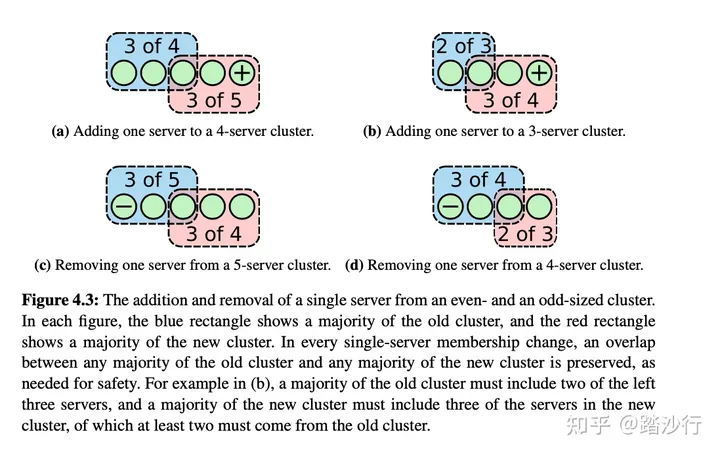 3 of 4
+
3 of 5
(a) Adding one server to a 4-server cluster.
2 of 3
+
3 of 4
(b) Adding one server to a 3-server cluster.
3 of 5
−
3 of 4
(c) Removing one server from a 5-server cluster.
3 of 4
−
2 of 3
(d) Removing one server from a 4-server cluster.
Figure 4.3: The addition and removal of a single server from an even- and an odd-sized cluster.
In each figure, the blue rectangle shows a majority of the old cluster, and the red rectangle
shows a majority of the new cluster. In every single-server membership change, an overlap
between any majority of the old cluster and any majority of the new cluster is preserved, as
needed for safety. For example in (b), a majority of the old cluster must include two of the left
three servers, and a majority of the new cluster must include three of the servers in the new
cluster, of which at least two must come from the old cluster.
知乎 @踏沙行